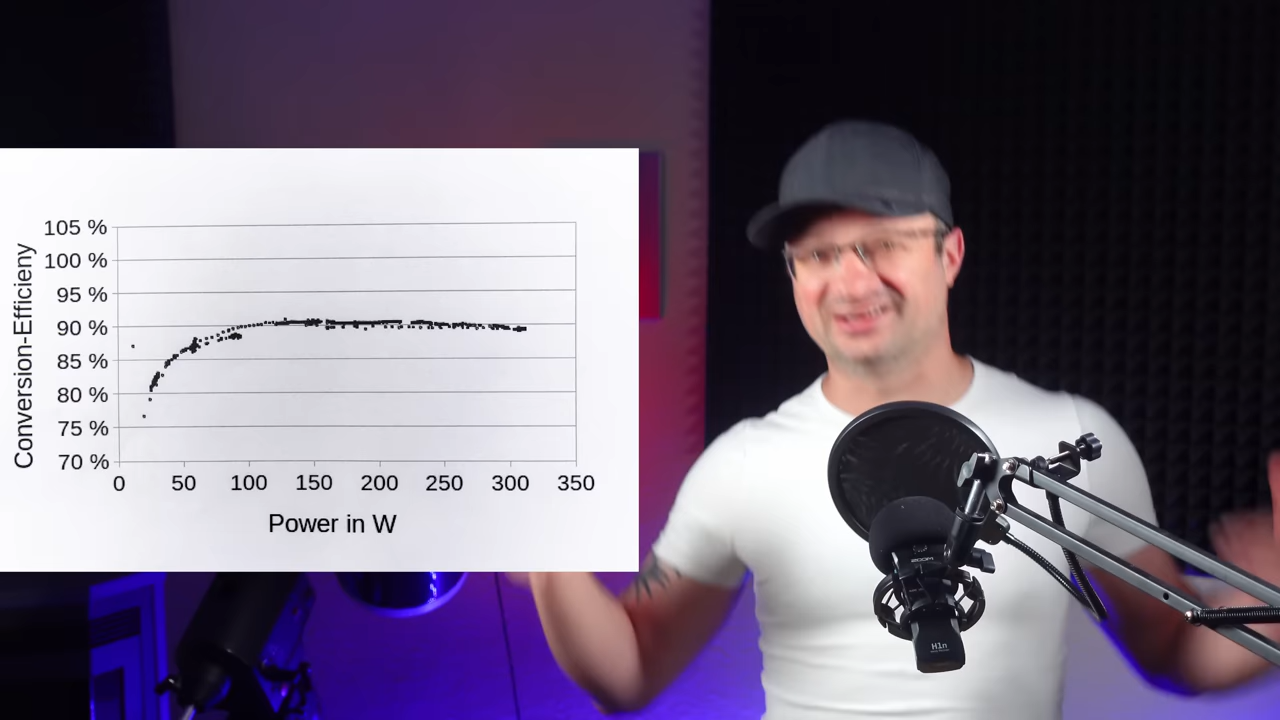 105 %
100 %
95 %
90 %
85 %
80 %
75 %
70 %
Conversion-Efficieny
0 50 100 150 200 250 300 350
Power in W
zoom
H1n